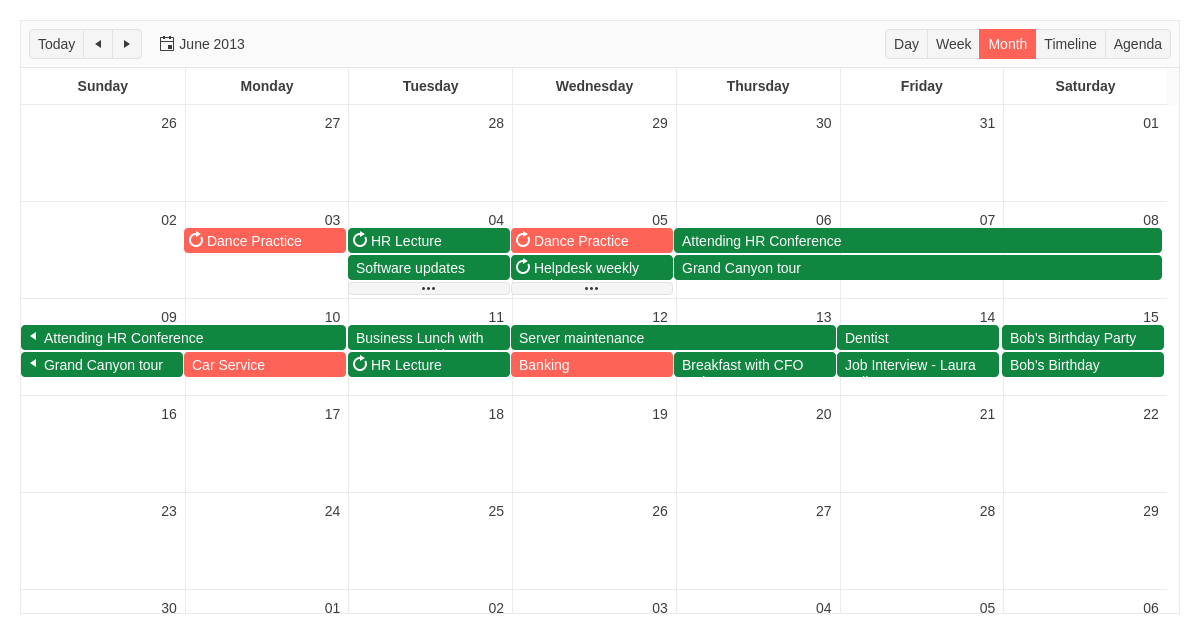 Today June 2013 Day Week Month Timeline Agenda
Sunday Monday Tuesday Wednesday Thursday Friday Saturday
26 27 28 29 30 31 01
02 03 04 05 06 07 08
Dance Practice HR Lecture Dance Practice Attending HR Conference
Software updates Helpdesk weekly Grand Canyon tour
09 10 11 12 13 14 15
Attending HR Conference Business Lunch with Server maintenance Dentist Bob's Birthday Party
Grand Canyon tour Car Service HR Lecture Banking Breakfast with CFO Job Interview - Laura Bob's Birthday
16 17 18 19 20 21 22
23 24 25 26 27 28 29
30 01 02 03 04 05 06